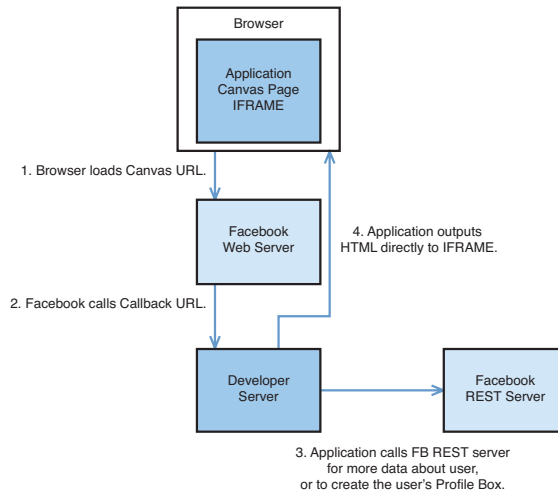 Browser
Application
Canvas Page
IFRAME
1. Browser loads Canvas URL.
Facebook
Web Server
4. Application outputs
HTML directly to IFRAME.
2. Facebook calls Callback URL.
Developer
Server
Facebook
REST Server
3. Application calls FB REST server
for more data about user,
or to create the user's Profile Box.